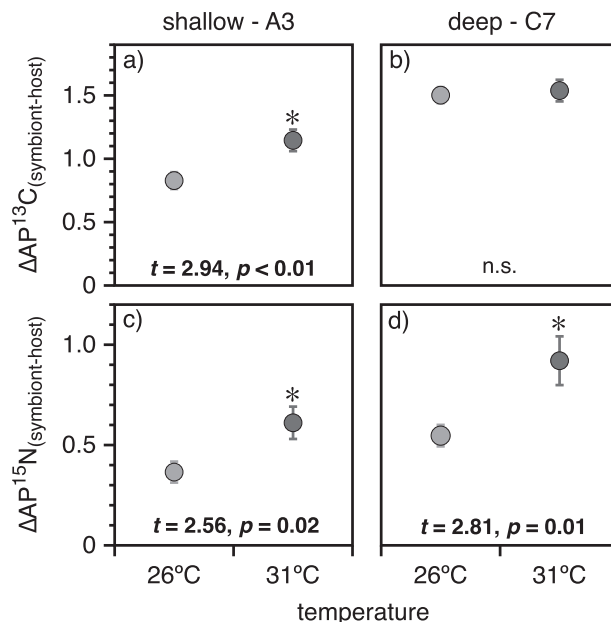 shallow - A3
deep - C7
a)
b)
ΔAP¹³C(symbiont-host)
1.5
1.0
0.5
0
*
t = 2.94, p < 0.01
n.s.
c)
d)
ΔAP¹⁵N(symbiont-host)
1.0
0.5
0
*
*
t = 2.56, p = 0.02
t = 2.81, p = 0.01
26ºC
31ºC
26ºC
31ºC
temperature